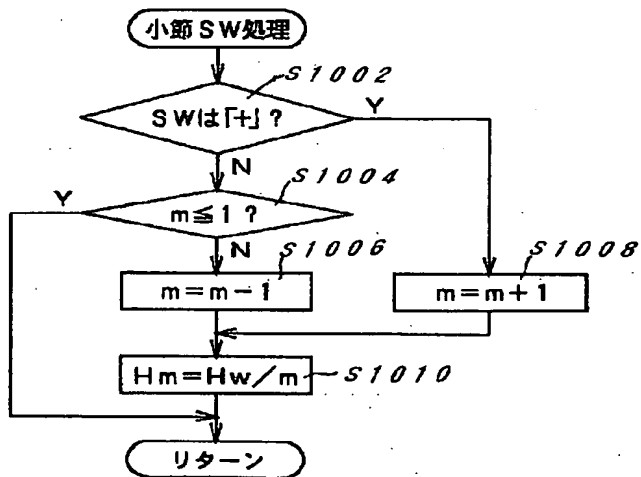 小節SW処理
S1002
SWは「+」?
Y
N
S1004
Y
m≦1?
N
S1006
S1008
m=m-1
m=m+1
Hm=Hw/m
S1010
リターン